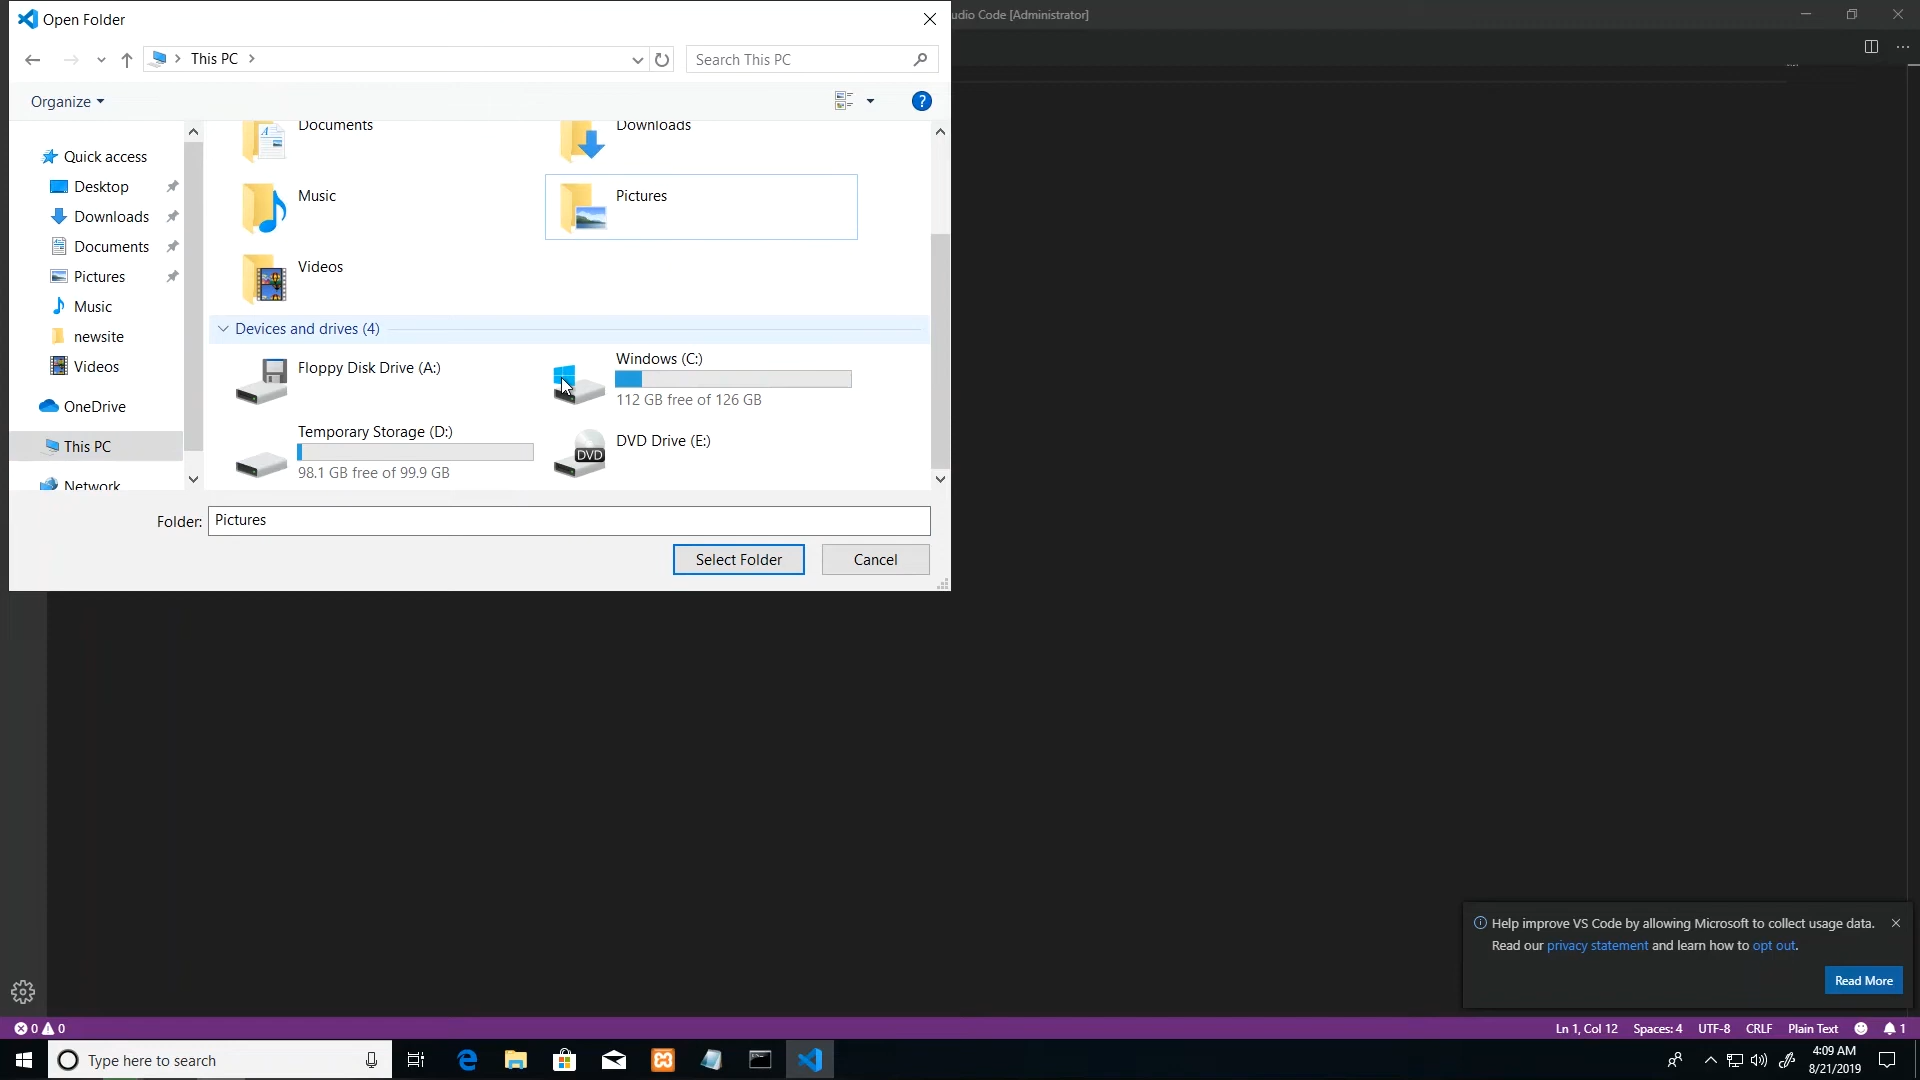 Open Folder
udio Code [Administrator]
This PC
Search This PC
Organize
?
Quick access
Desktop
Downloads
Documents
Pictures
Music
newsite
Videos
OneDrive
This PC
Network
Documents
Downloads
Music
Pictures
Videos
Devices and drives (4)
Floppy Disk Drive (A:)
Windows (C:)
112 GB free of 126 GB
Temporary Storage (D:)
98.1 GB free of 99.9 GB
DVD
DVD Drive (E:)
Folder:
Pictures
Select Folder
Cancel
Help improve VS Code by allowing Microsoft to collect usage data.
Read our privacy statement and learn how to opt out.
Read More
0 0
Ln 1, Col 12
Spaces: 4
UTF-8
CRLF
Plain Text
1
Type here to search
4:09 AM
8/21/2019